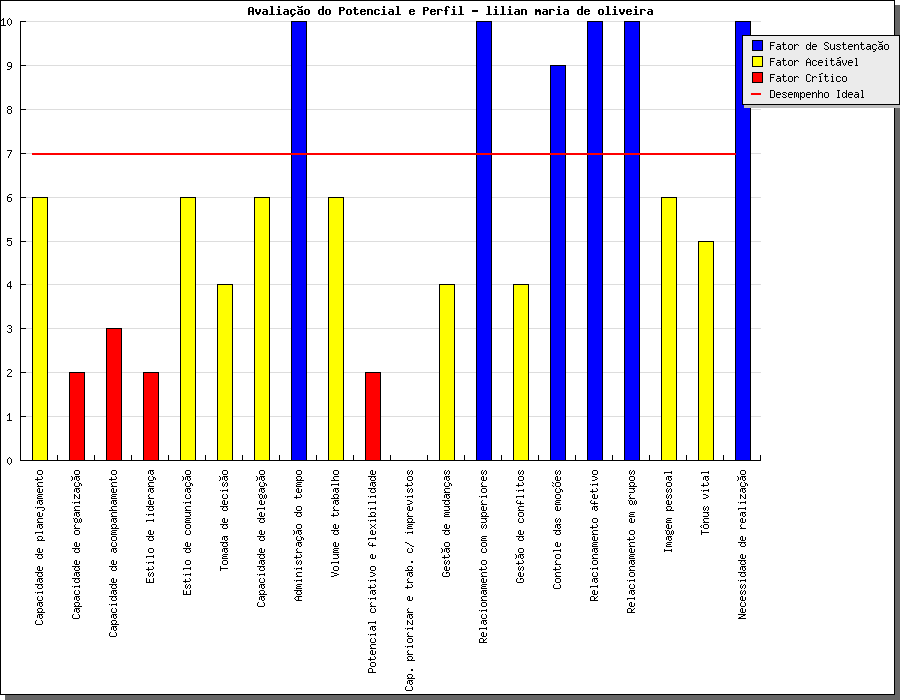 Avaliação do Potencial e Perfil - lilian maria de oliveira
Fator de Sustentação
Fator Aceitável
Fator Crítico
Desempenho Ideal
10
9
8
7
6
5
4
3
2
1
0
Capacidade de planejamento
Capacidade de organização
Capacidade de acompanhamento
Estilo de liderança
Estilo de comunicação
Tomada de decisão
Capacidade de delegação
Administração do tempo
Volume de trabalho
Potencial criativo e flexibilidade
Cap. priorizar e trab. c/ imprevistos
Gestão de mudanças
Relacionamento com superiores
Gestão de conflitos
Controle das emoções
Relacionamento afetivo
Relacionamento em grupos
Imagem pessoal
Tônus vital
Necessidade de realização